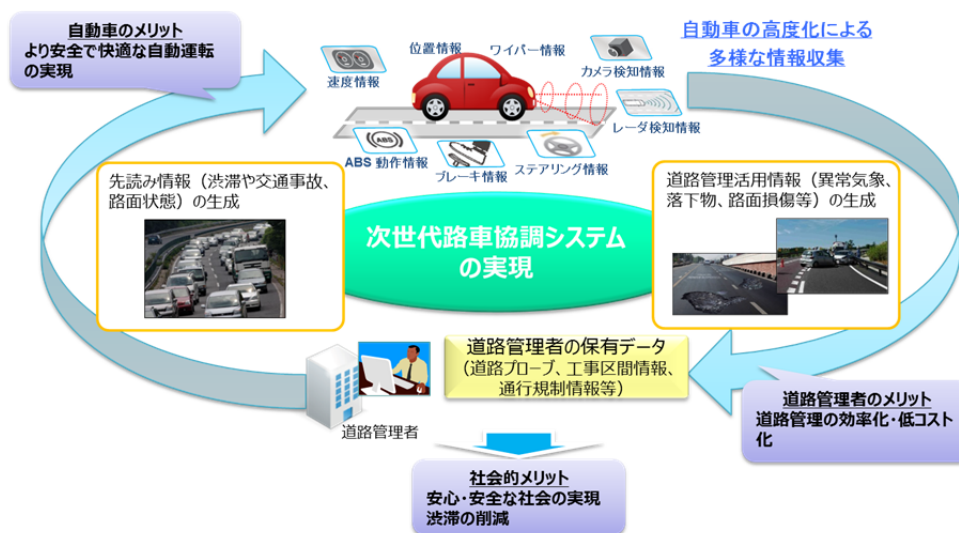 自動車のメリット
より安全で快適な自動運転
の実現
自動車の高度化による
多様な情報収集
速度情報
位置情報
ワイパー情報
カメラ検知情報
レーダ検知情報
ABS
ABS 動作情報
ブレーキ情報
ステアリング情報
先読み情報（渋滞や交通事故、
路面状態）の生成
次世代路車協調システム
の実現
道路管理活用情報（異常気象、
落下物、路面損傷等）の生成
道路管理者
道路管理者の保有データ
（道路プローブ、工事区間情報、
通行規制情報等）
道路管理者のメリット
道路管理の効率化・低コスト
化
社会的メリット
安心・安全な社会の実現
渋滞の削減